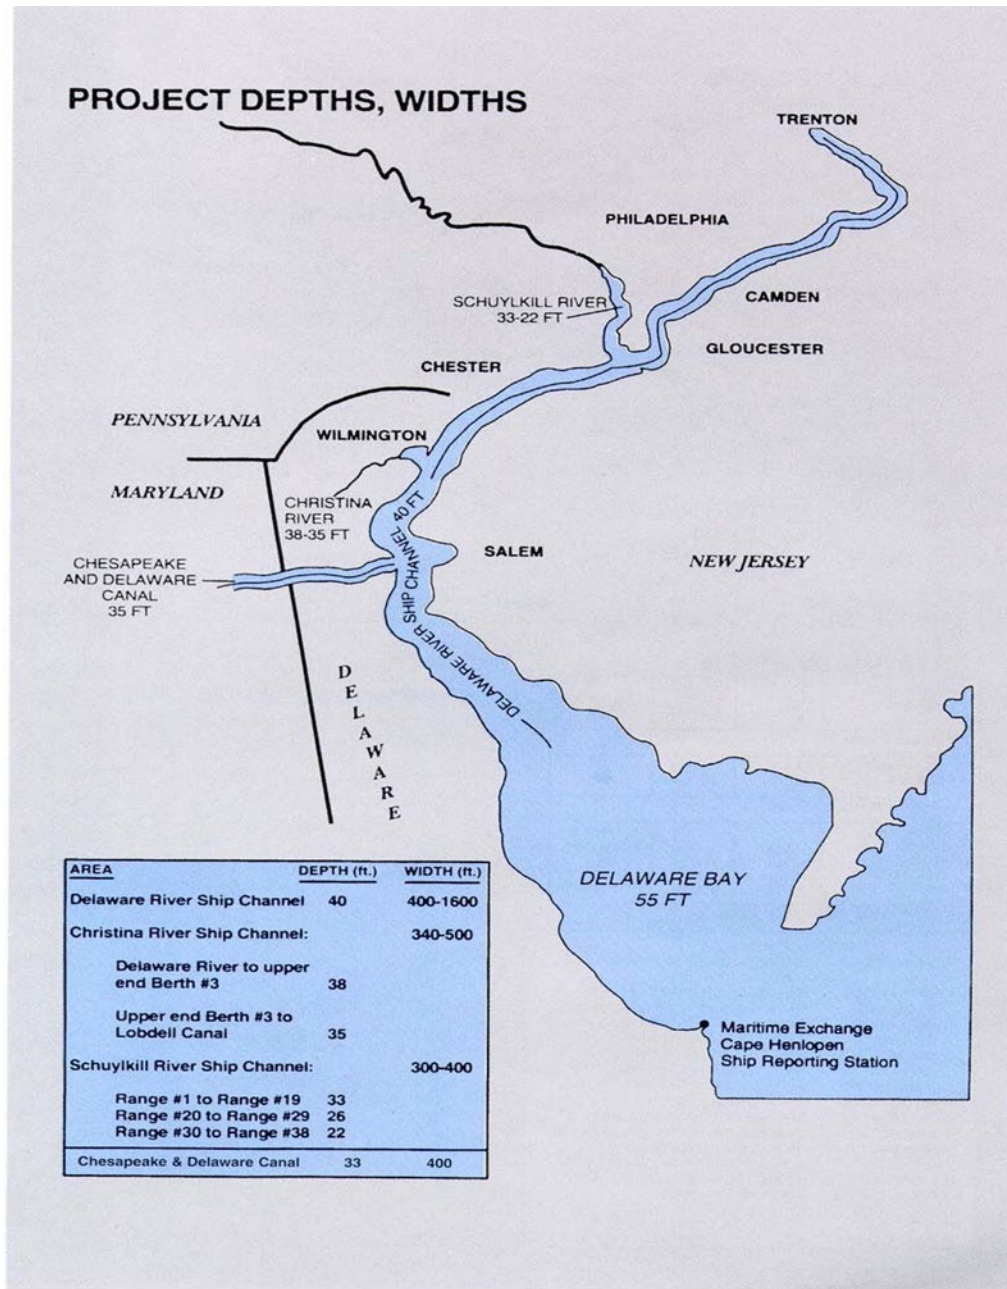 PROJECT DEPTHS, WIDTHS
TRENTON
PHILADELPHIA
SCHUYLKILL RIVER
33-22 FT
CAMDEN
GLOUCESTER
CHESTER
PENNSYLVANIA
WILMINGTON
MARYLAND
CHRISTINA
RIVER
38-35 FT
SALEM
NEW JERSEY
CHESAPEAKE
AND DELAWARE
CANAL
35 FT
DELAWARE RIVER SHIP CHANNEL 40 FT
DELAWARE
DELAWARE BAY
55 FT
Maritime Exchange
Cape Henlopen
Ship Reporting Station
AREA DEPTH (ft.) WIDTH (ft.)
Delaware River Ship Channel 40 400-1600
Christina River Ship Channel: 340-500
Delaware River to upper
end Berth #3 38
Upper end Berth #3 to
Lobdell Canal 35
Schuylkill River Ship Channel: 300-400
Range #1 to Range #19 33
Range #20 to Range #29 26
Range #30 to Range #38 22
Chesapeake & Delaware Canal 33 400